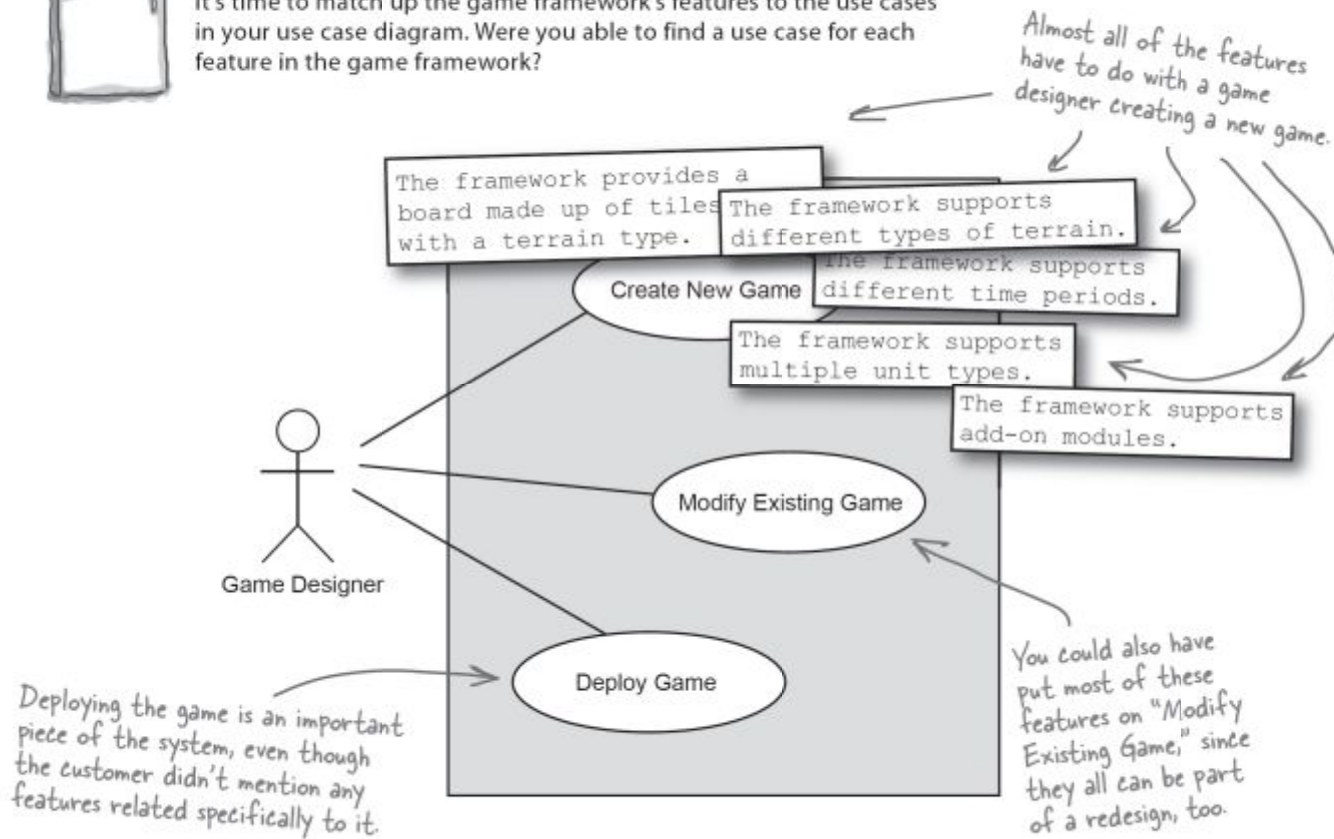 It's time to match up the game framework's features to the use cases
in your use case diagram. Were you able to find a use case for each
feature in the game framework?
Almost all of the features
have to do with a game
designer creating a new game.
The framework provides a
board made up of tiles
with a terrain type.
The framework supports
different types of terrain.
The framework supports
different time periods.
Create New Game
The framework supports
multiple unit types.
The framework supports
add-on modules.
Modify Existing Game
Game Designer
Deploy Game
You could also have
put most of these
features on "Modify
Existing Game," since
they all can be part
of a redesign, too.
Deploying the game is an important
piece of the system, even though
the customer didn't mention any
features related specifically to it.